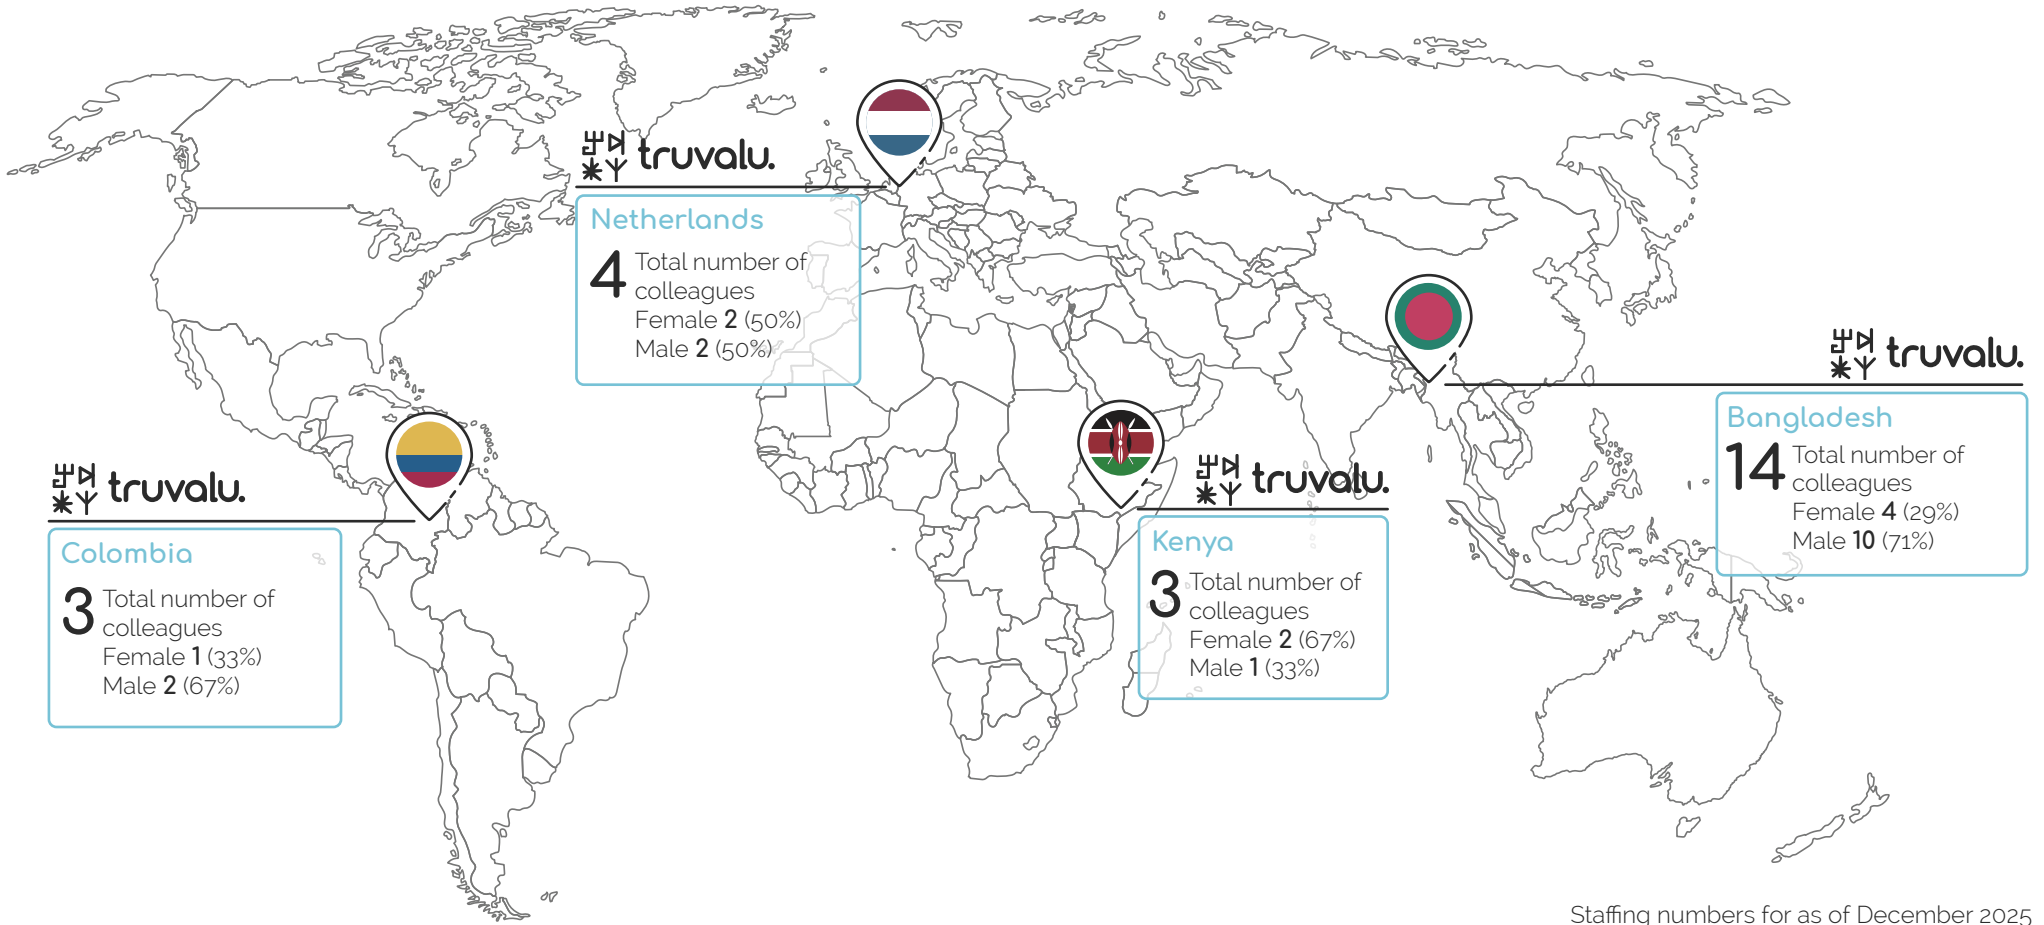 truvalu.
Netherlands
4 Total number of
colleagues
Female 2 (50%)
Male 2 (50%)
truvalu.
Bangladesh
14 Total number of
colleagues
Female 4 (29%)
Male 10 (71%)
truvalu.
Colombia
3 Total number of
colleagues
Female 1 (33%)
Male 2 (67%)
truvalu.
Kenya
3 Total number of
colleagues
Female 2 (67%)
Male 1 (33%)
Staffing numbers for as of December 2025